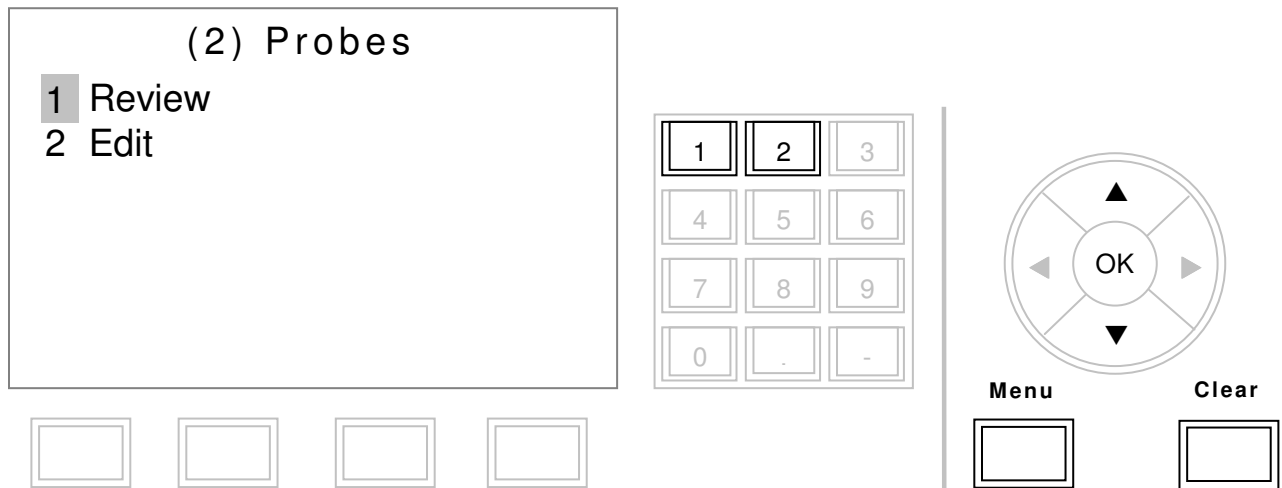 (2) Probes
1 Review
2 Edit
1 2 3
4 5 6
7 8 9
0 . -
OK
Menu Clear